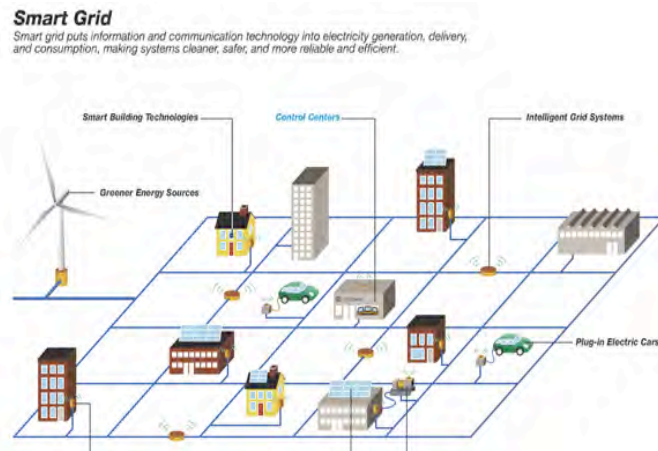 Smart Grid
Smart grid puts information and communication technology into electricity generation, delivery,
and consumption, making systems cleaner, safer, and more reliable and efficient.
Smart Building Technologies
Control Centers
Intelligent Grid Systems
Greener Energy Sources
Plug-in Electric Cars